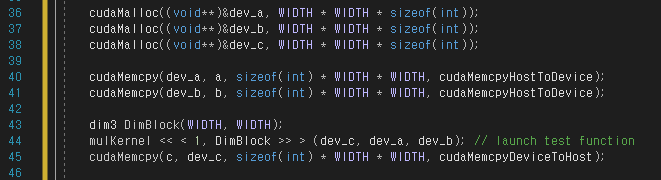 36 cudaMalloc((void**)&dev_a, WIDTH * WIDTH * sizeof(int));
37 cudaMalloc((void**)&dev_b, WIDTH * WIDTH * sizeof(int));
38 cudaMalloc((void**)&dev_c, WIDTH * WIDTH * sizeof(int));
39
40 cudaMemcpy(dev_a, a, sizeof(int) * WIDTH * WIDTH, cudaMemcpyHostToDevice);
41 cudaMemcpy(dev_b, b, sizeof(int) * WIDTH * WIDTH, cudaMemcpyHostToDevice);
42
43 dim3 DimBlock(WIDTH, WIDTH);
44 mulKernel << < 1, DimBlock >> > (dev_c, dev_a, dev_b); // launch test function
45 cudaMemcpy(c, dev_c, sizeof(int) * WIDTH * WIDTH, cudaMemcpyDeviceToHost);
46